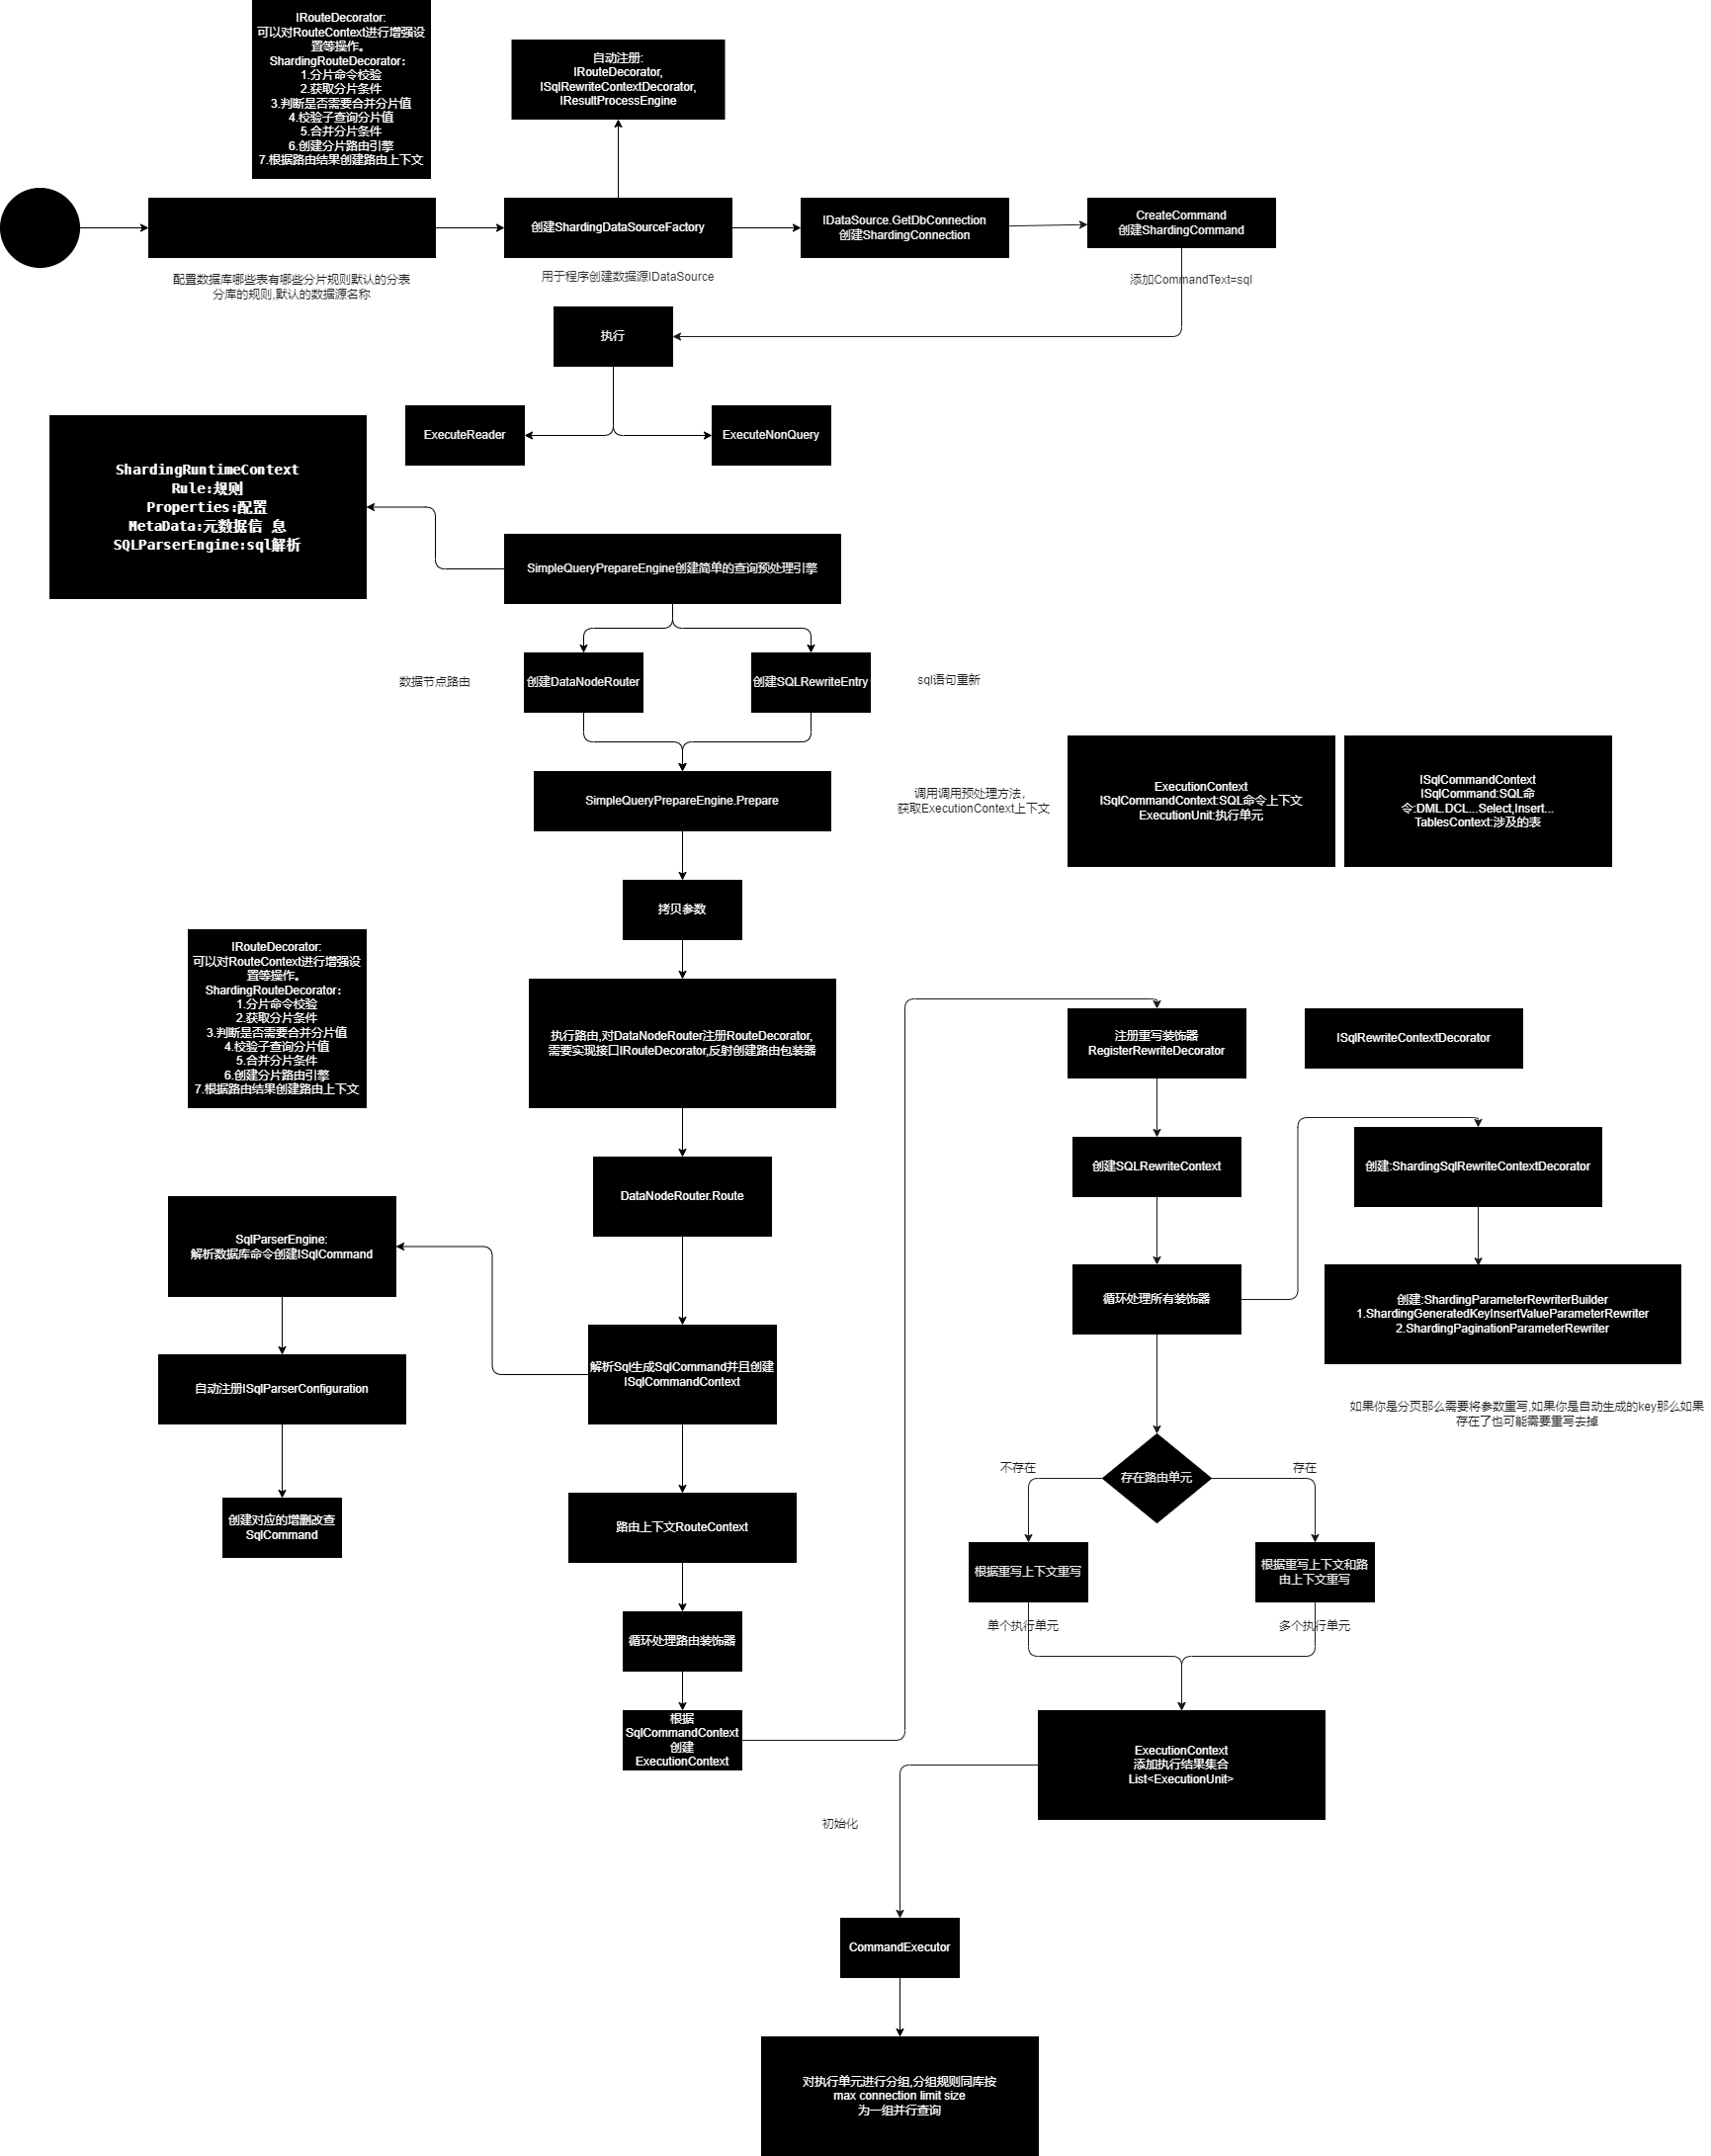 IRouteDecorator:
可以对RouteContext进行增强设
置等操作。
ShardingRouteDecorator：
1.分片命令校验
2.获取分片条件
3.判断是否需要合并分片值
4.校验子查询分片值
5.合并分片条件
6.创建分片路由引擎
7.根据路由结果创建路由上下文
自动注册:
IRouteDecorator,
ISqlRewriteContextDecorator,
IResultProcessEngine
创建ShardingDataSourceFactory
IDataSource.GetDbConnection
创建ShardingConnection
CreateCommand
创建ShardingCommand
配置数据库哪些表有哪些分片规则默认的分表
分库的规则,默认的数据源名称
用于程序创建数据源IDataSource
添加CommandText=sql
执行
ExecuteReader
ExecuteNonQuery
ShardingRuntimeContext
Rule:规则
Properties:配置
MetaData:元数据信 息
SQLParserEngine:sql解析
SimpleQueryPrepareEngine创建简单的查询预处理引擎
数据节点路由
创建DataNodeRouter
创建SQLRewriteEntry
sql语句重新
SimpleQueryPrepareEngine.Prepare
调用调用预处理方法，
获取ExecutionContext上下文
ExecutionContext
ISqlCommandContext:SQL命令上下文
ExecutionUnit:执行单元
ISqlCommandContext
ISqlCommand:SQL命
令:DML.DCL...Select,Insert...
TablesContext:涉及的表
拷贝参数
IRouteDecorator:
可以对RouteContext进行增强设
置等操作。
ShardingRouteDecorator：
1.分片命令校验
2.获取分片条件
3.判断是否需要合并分片值
4.校验子查询分片值
5.合并分片条件
6.创建分片路由引擎
7.根据路由结果创建路由上下文
执行路由,对DataNodeRouter注册RouteDecorator,
需要实现接口IRouteDecorator,反射创建路由包装器
注册重写装饰器
RegisterRewriteDecorator
ISqlRewriteContextDecorator
DataNodeRouter.Route
创建SQLRewriteContext
创建:ShardingSqlRewriteContextDecorator
SqlParserEngine:
解析数据库命令创建ISqlCommand
循环处理所有装饰器
创建:ShardingParameterRewriterBuilder
1.ShardingGeneratedKeyInsertValueParameterRewriter
2.ShardingPaginationParameterRewriter
解析Sql生成SqlCommand并且创建
ISqlCommandContext
自动注册ISqlParserConfiguration
如果你是分页那么需要将参数重写,如果你是自动生成的key那么如果
存在了也可能需要重写去掉
不存在
存在路由单元
存在
创建对应的增删改查
SqlCommand
路由上下文RouteContext
根据重写上下文重写
根据重写上下文和路
由上下文重写
单个执行单元
多个执行单元
循环处理路由装饰器
根据
SqlCommandContext
创建
ExecutionContext
ExecutionContext
添加执行结果集合
List<ExecutionUnit>
初始化
CommandExecutor
对执行单元进行分组,分组规则同库按
max connection limit size
为一组并行查询